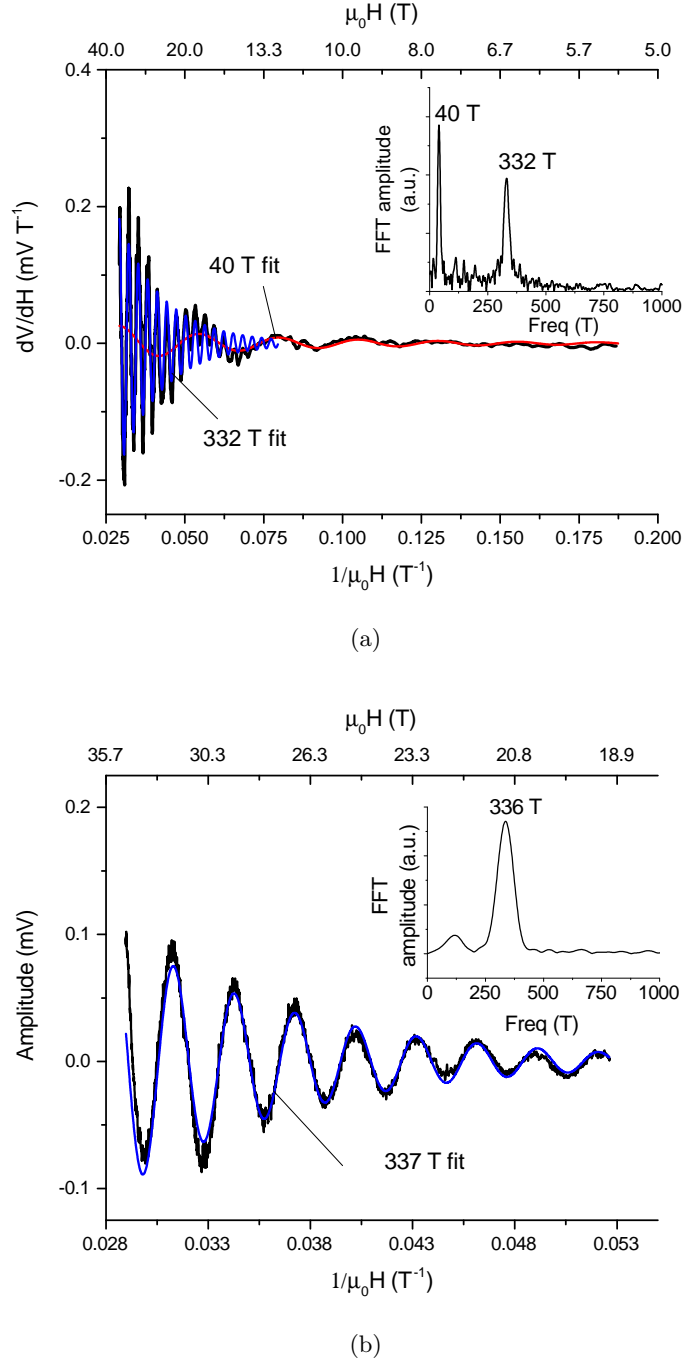 μ₀H (T)
40.0 20.0 13.3 10.0 8.0 6.7 5.7 5.0
0.4
0.2
0.0
-0.2
dV/dH (mV T⁻¹)
40 T fit
332 T fit
40 T
332 T
FFT amplitude
(a.u.)
0 250 500 750 1000
Freq (T)
0.025 0.050 0.075 0.100 0.125 0.150 0.175 0.200
1/μ₀H (T⁻¹)
(a)
μ₀H (T)
35.7 30.3 26.3 23.3 20.8 18.9
0.2
0.1
0.0
-0.1
Amplitude (mV)
336 T
FFT
amplitude (a.u.)
0 250 500 750 1000
Freq (T)
337 T fit
0.028 0.033 0.038 0.043 0.048 0.053
1/μ₀H (T⁻¹)
(b)